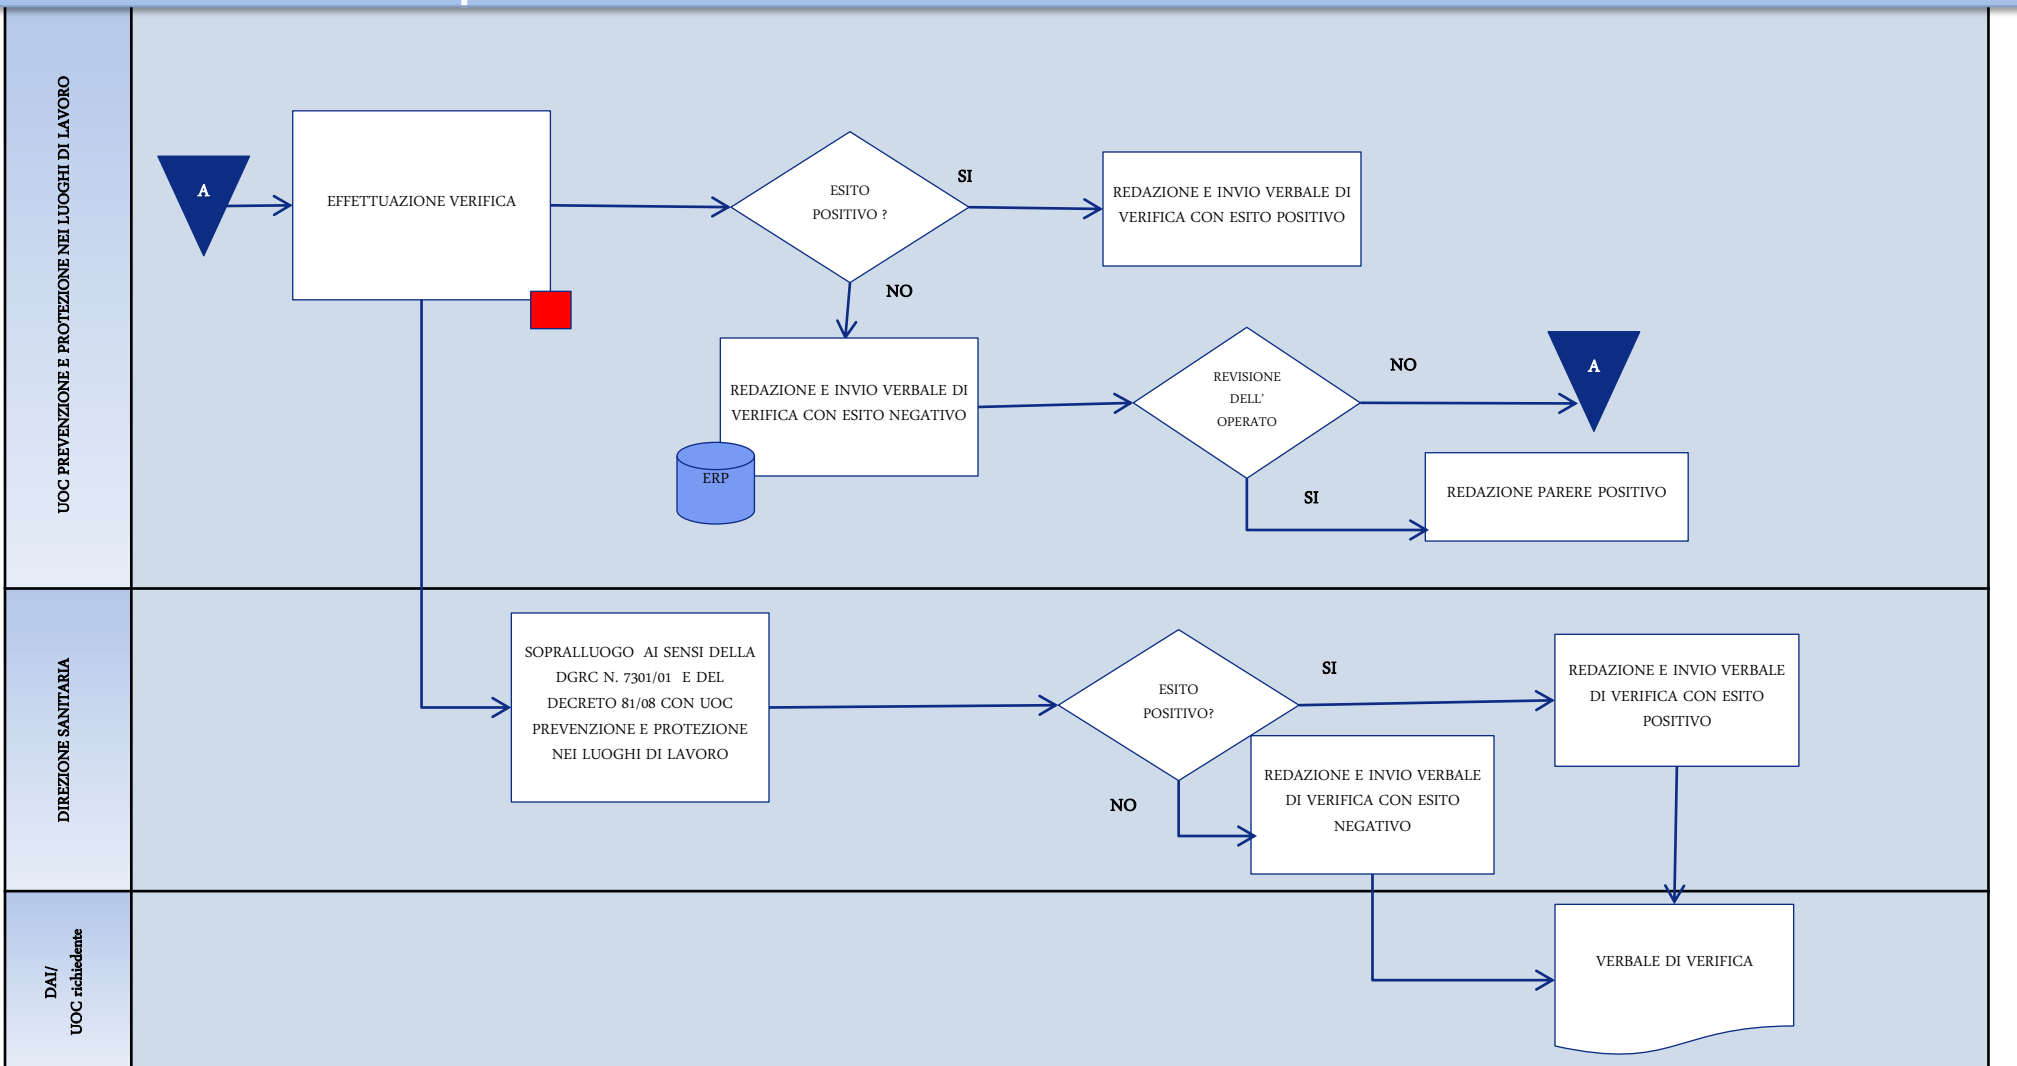 UOC PREVENZIONE E PROTEZIONE NEI LUOGHI DI LAVORO
A
EFFETTUAZIONE VERIFICA
ESITO
POSITIVO ?
SI
REDAZIONE E INVIO VERBALE DI
VERIFICA CON ESITO POSITIVO
NO
REDAZIONE E INVIO VERBALE DI
VERIFICA CON ESITO NEGATIVO
ERP
REVISIONE
DELL'
OPERATO
NO
A
SI
REDAZIONE PARERE POSITIVO
DIREZIONE SANITARIA
SOPRALLUOGO AI SENSI DELLA
DGRC N. 7301/01 E DEL
DECRETO 81/08 CON UOC
PREVENZIONE E PROTEZIONE
NEI LUOGHI DI LAVORO
ESITO
POSITIVO?
SI
REDAZIONE E INVIO VERBALE
DI VERIFICA CON ESITO
POSITIVO
NO
REDAZIONE E INVIO VERBALE
DI VERIFICA CON ESITO
NEGATIVO
DAI/
UOC richiedente
VERBALE DI VERIFICA